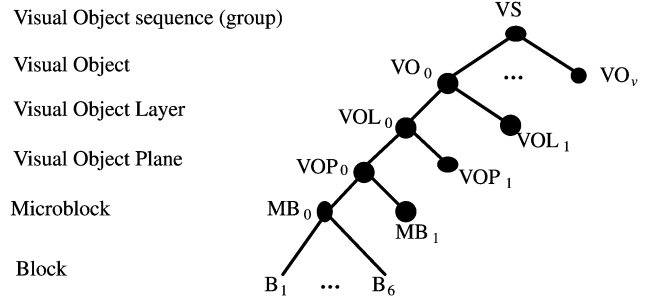 VS
Visual Object sequence (group)
Visual Object
VO0 ... VOv
Visual Object Layer
VOL0 VOL1
Visual Object Plane
VOP0 VOP1
Microblock
MB0 MB1
Block
B1 ... B6